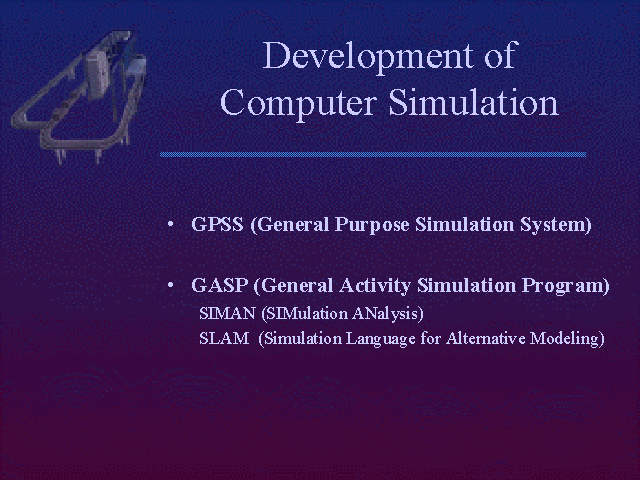 Development of
Computer Simulation
• GPSS (General Purpose Simulation System)
• GASP (General Activity Simulation Program)
SIMAN (SIMulation ANalysis)
SLAM (Simulation Language for Alternative Modeling)